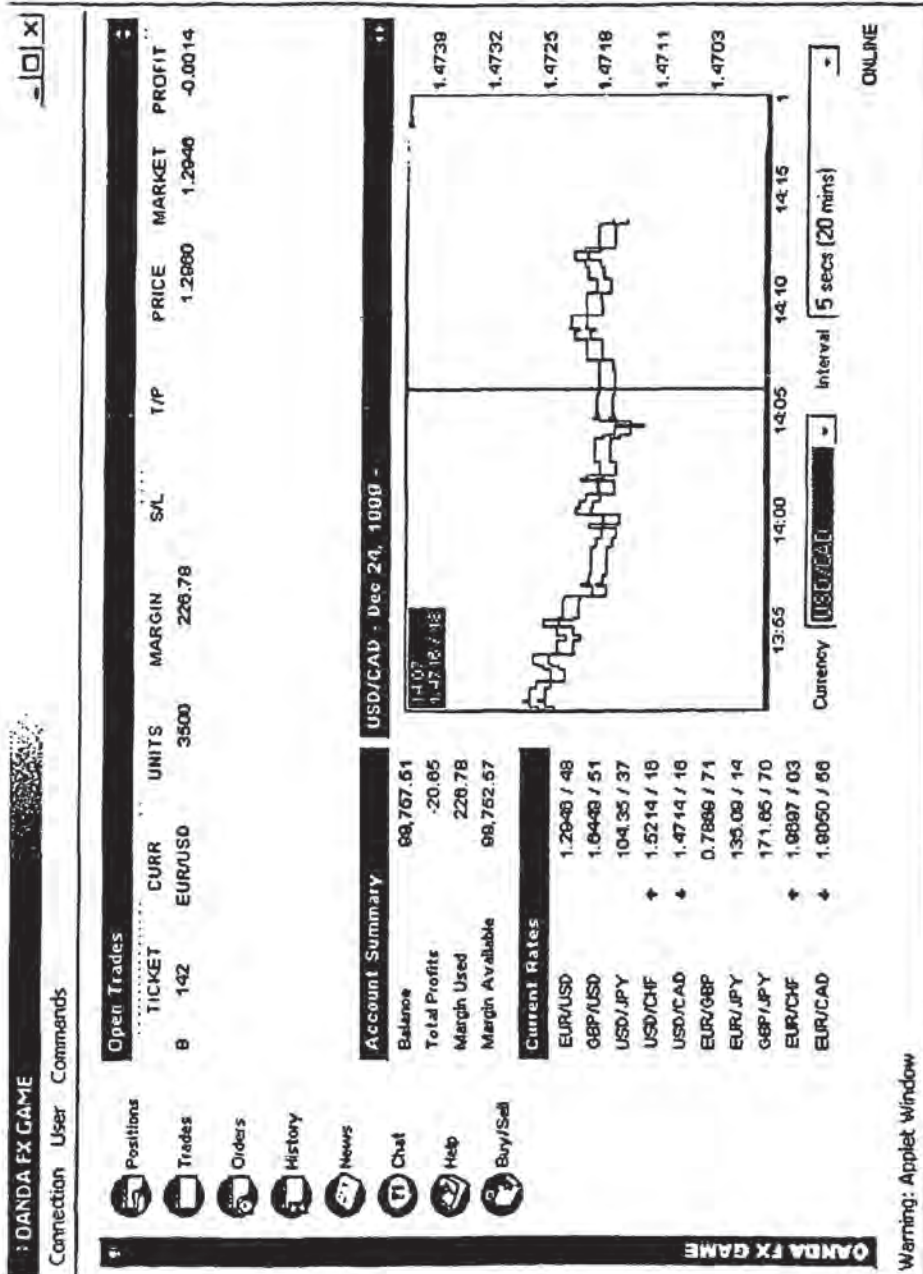 OANDA FX GAME
Connection User Commands
Positions
Trades
Orders
History
News
Chat
Help
Buy/Sell
OANDA FX GAME
Open Trades
TICKET CURR UNITS MARGIN S/L T/P PRICE MARKET PROFIT
B 142 EUR/USD 3500 226.78 1.2960 1.2946 -0.0014
Account Summary
Balance 99,767.51
Total Profits -20.65
Margin Used 226.78
Margin Available
Current Rates
EUR/USD 1.2946 / 48
GBP/USD 1.6449 / 51
USD/JPY 104.35 / 37
USD/CHF 1.5214 / 16
USD/CAD 1.4714 / 16
EUR/GBP 0.7869 / 71
EUR/JPY 135.09 / 14
GBP/JPY 171.65 / 70
EUR/CHF 1.9697 / 03
EUR/CAD 1.9050 / 56
USD/CAD - Dec 24, 1999 -
1.4739
1.4732
1.4725
1.4718
1.4711
1.4703
13:55 14:00 14:05 14:10 14:15 1
Currency USD/CAD Interval 5 secs (20 mins)
ONLINE
Warning: Applet Window